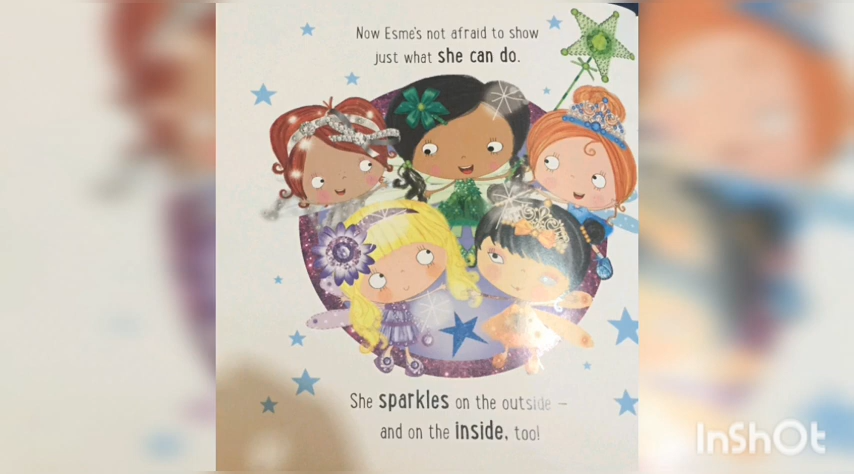 Now Esme's not afraid to show
just what she can do.
She sparkles on the outside –
and on the inside, too!
InShOt